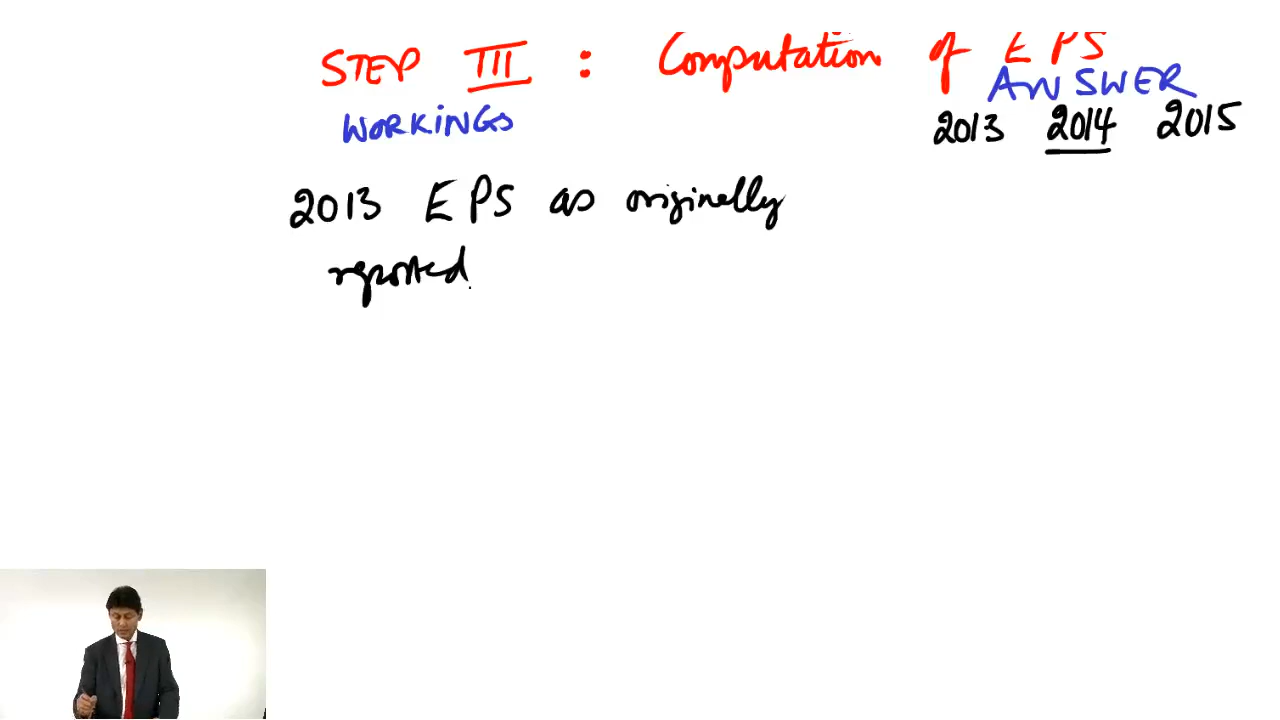 STEP III : Computation of EPS
ANSWER
WORKINGS
2013 2014 2015
2013 EPS as originally
reported.